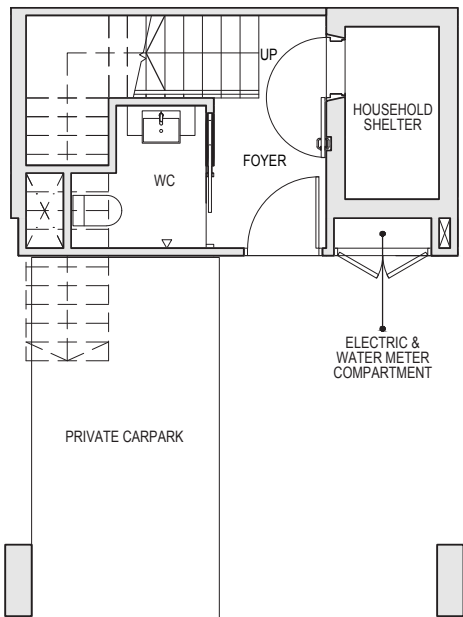 UP
HOUSEHOLD
SHELTER
FOYER
WC
ELECTRIC &
WATER METER
COMPARTMENT
PRIVATE CARPARK